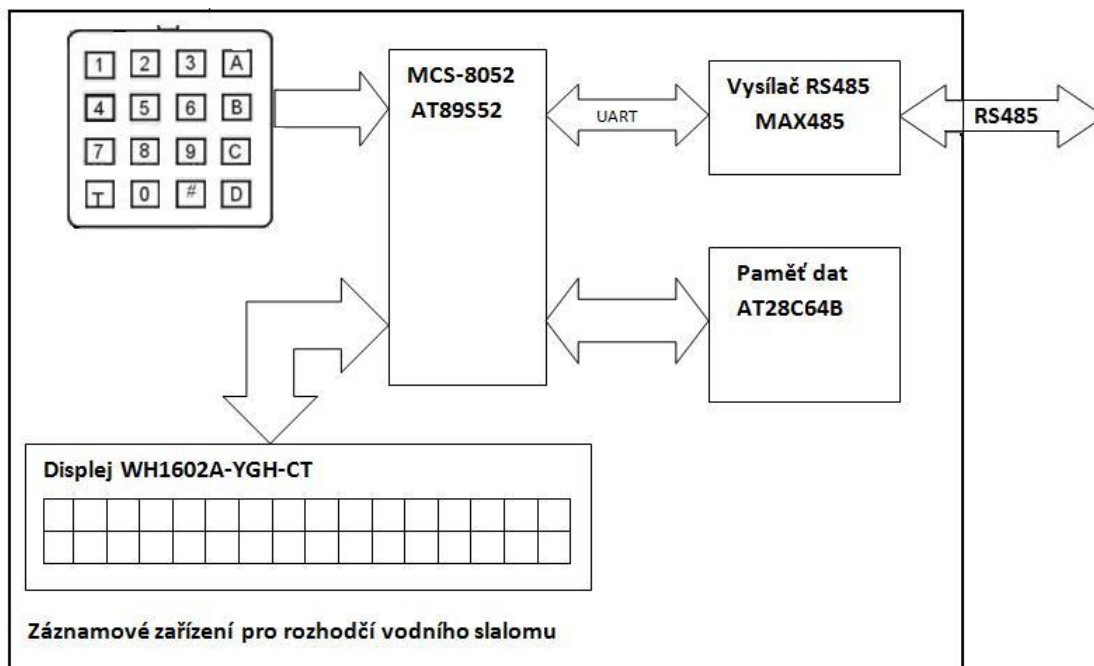 1 2 3 A
4 5 6 B
7 8 9 C
T 0 # D
MCS-8052
AT89S52
UART
Vysílač RS485
MAX485
RS485
Paměť dat
AT28C64B
Displej WH1602A-YGH-CT
Záznamové zařízení pro rozhodčí vodního slalomu